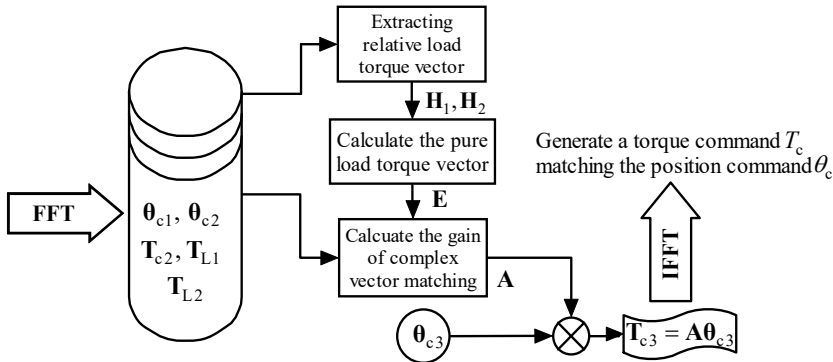 Extracting
relative load
torque vector
H₁, H₂
Calculate the pure
load torque vector
E
Calcuate the gain
of complex
vector matching
A
FFT
θc1, θc2
Tc2, TL1
TL2
Generate a torque command Tc
matching the position command θc
IFFT
θc3
Tc3 = Aθc3